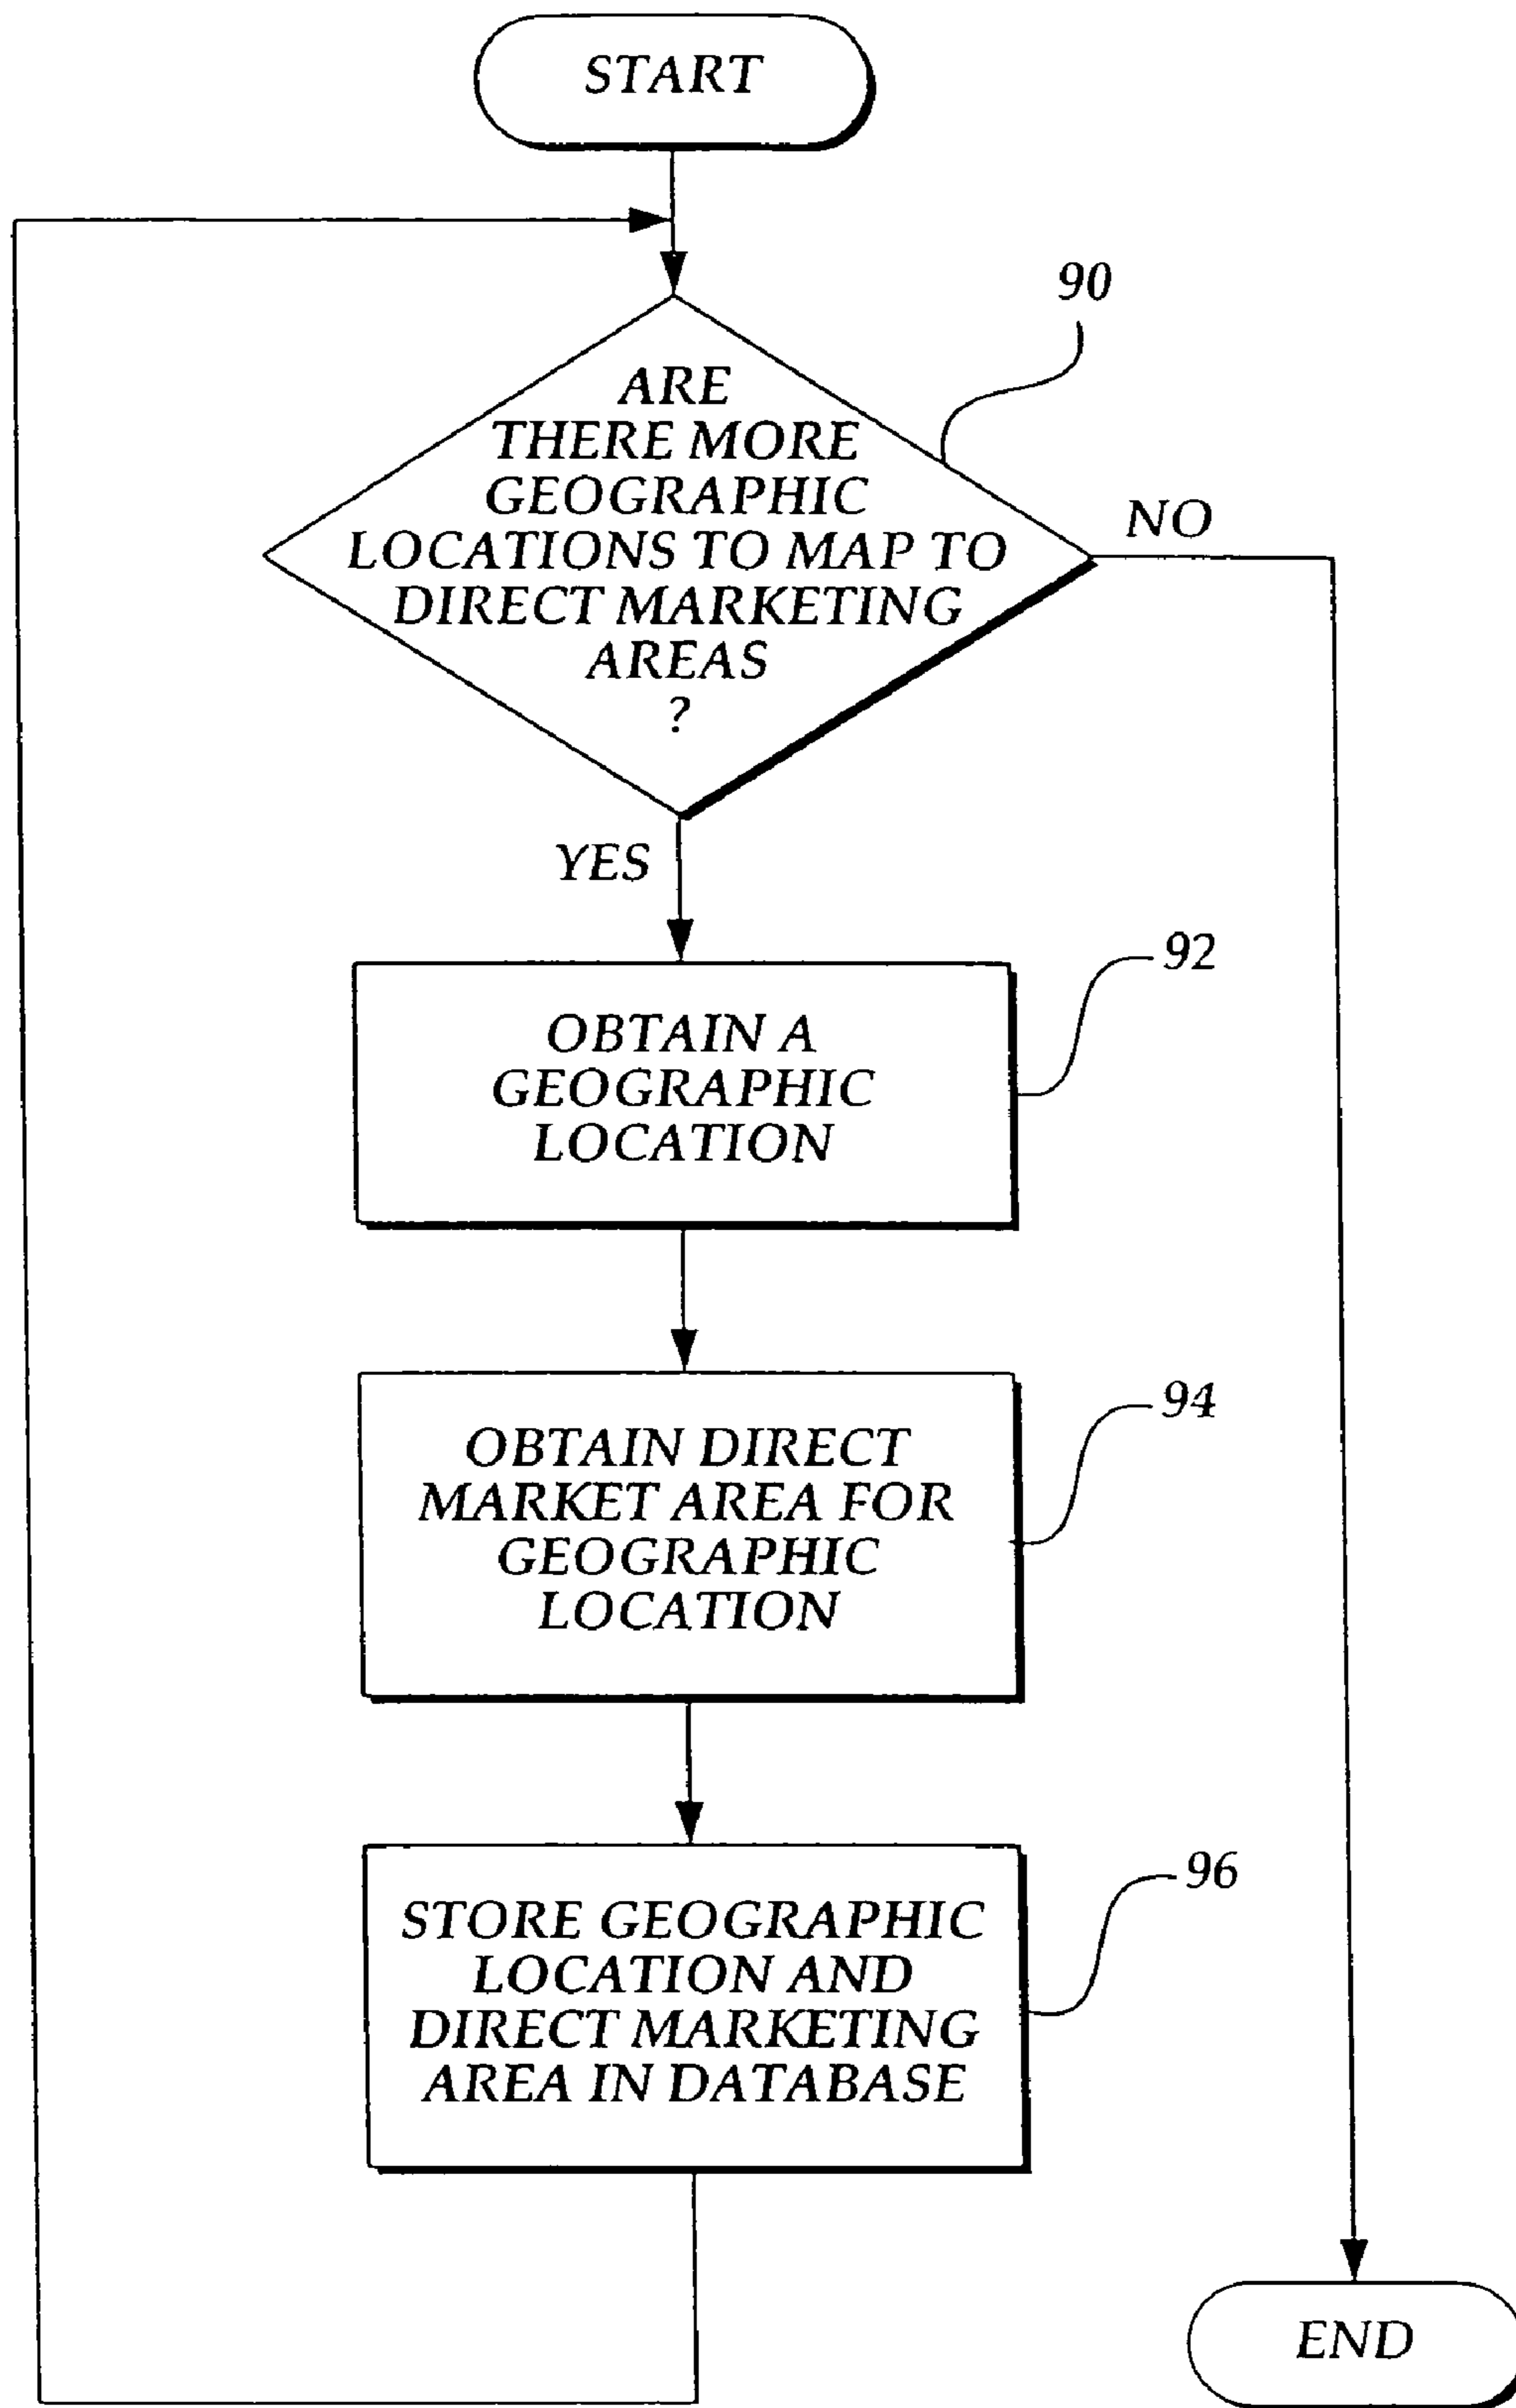 START
90
ARE
THERE MORE
GEOGRAPHIC
LOCATIONS TO MAP TO
DIRECT MARKETING
AREAS
?
NO
YES
92
OBTAIN A
GEOGRAPHIC
LOCATION
94
OBTAIN DIRECT
MARKET AREA FOR
GEOGRAPHIC
LOCATION
96
STORE GEOGRAPHIC
LOCATION AND
DIRECT MARKETING
AREA IN DATABASE
END